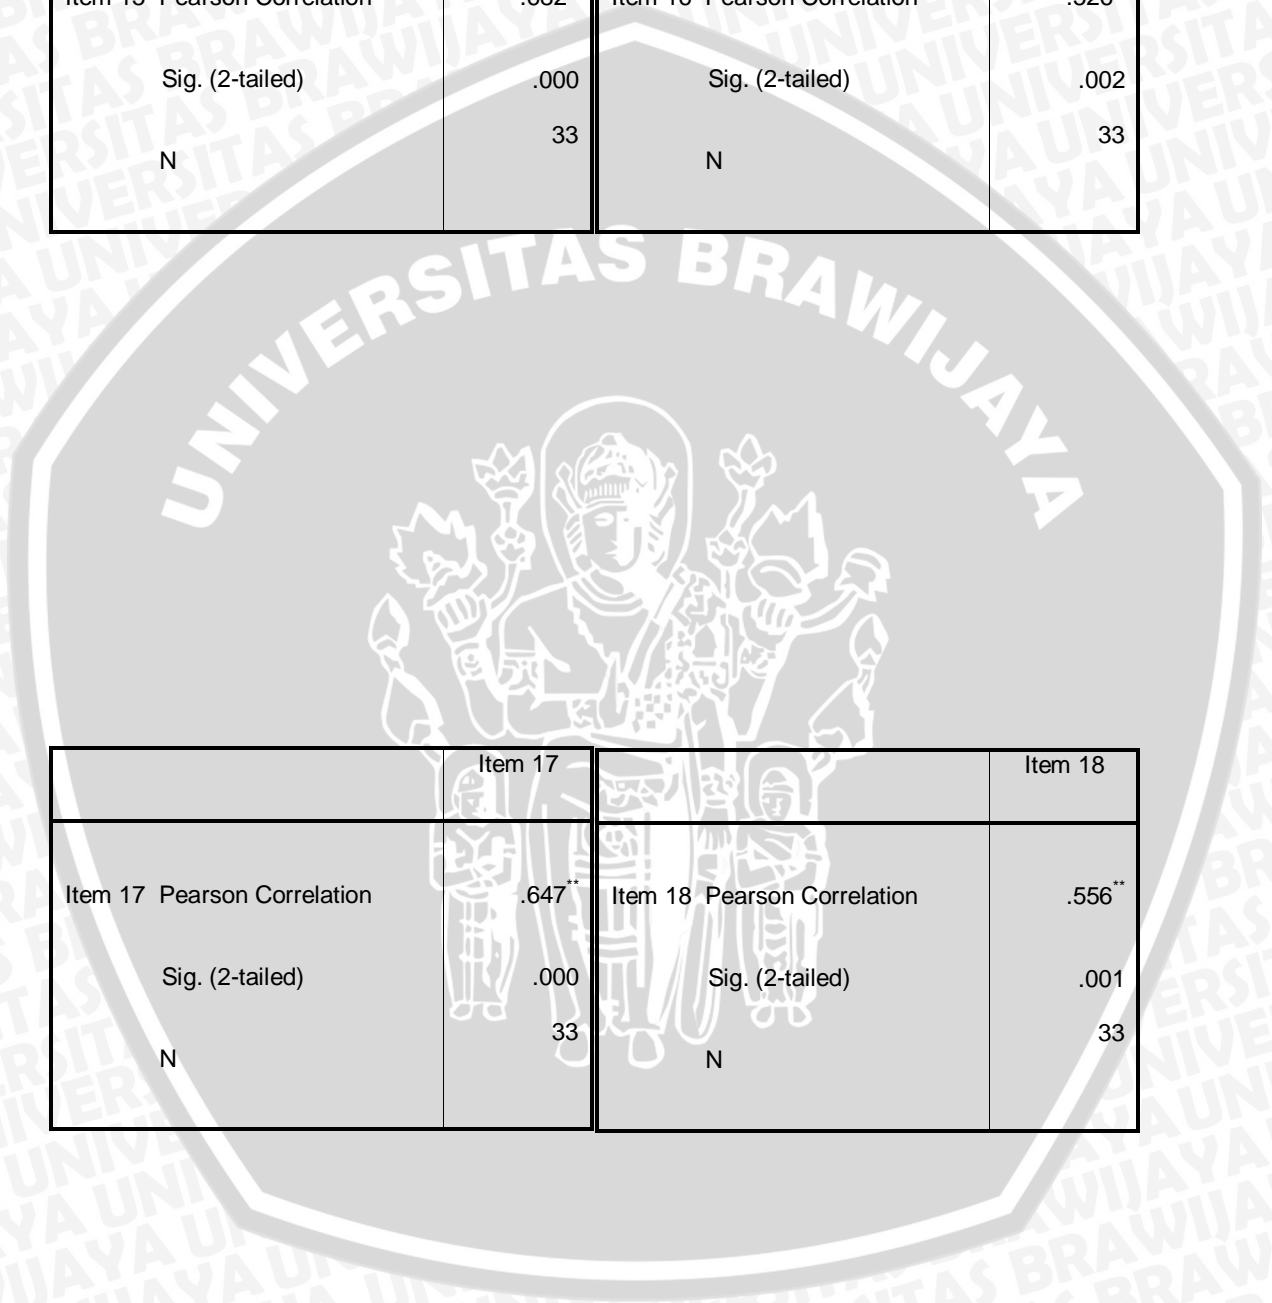 Sig. (2-tailed) .000 Sig. (2-tailed) .002
33 33
N N
UNIVERSITAS BRAWIJAYA
Item 17 Item 18
Item 17 Pearson Correlation .647** Item 18 Pearson Correlation .556**
Sig. (2-tailed) .000 Sig. (2-tailed) .001
33 33
N N